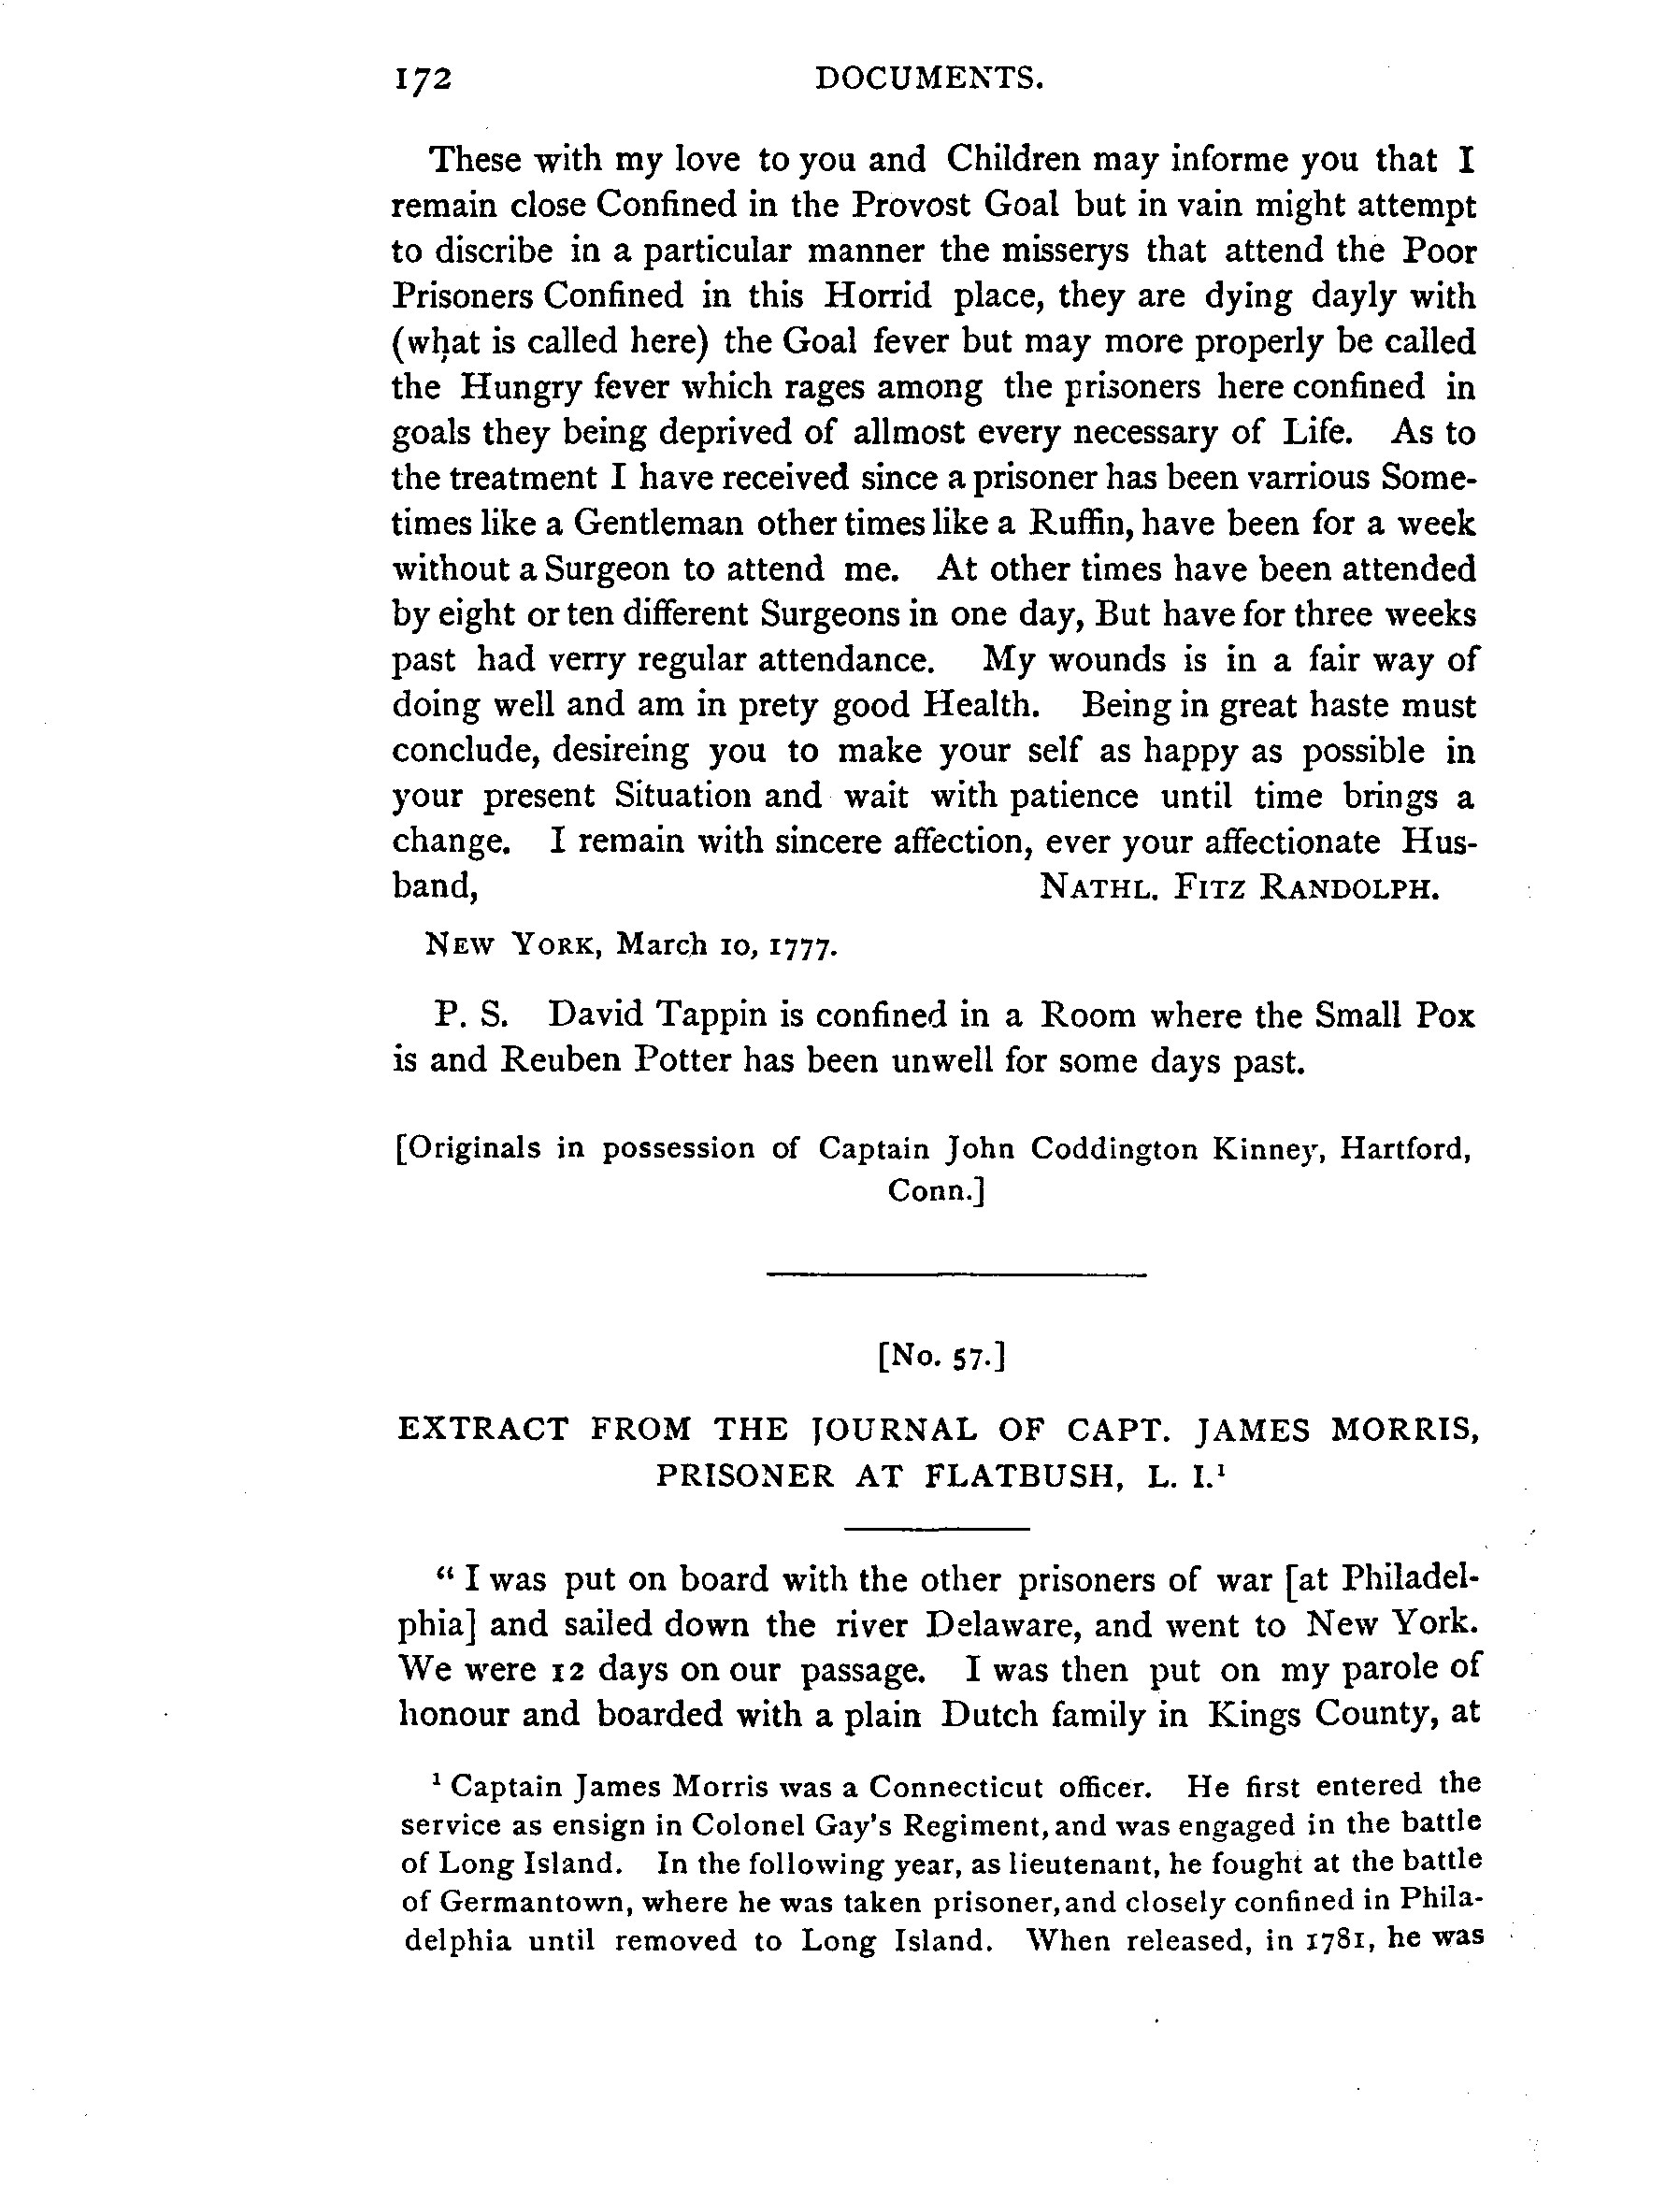 172 DOCUMENTS.
These with my love to you and Children may informe you that I
remain close Confined in the Provost Goal but in vain might attempt
to discribe in a particular manner the misserys that attend the Poor
Prisoners Confined in this Horrid place, they are dying dayly with
(what is called here) the Goal fever but may more properly be called
the Hungry fever which rages among the prisoners here confined in
goals they being deprived of allmost every necessary of Life. As to
the treatment I have received since a prisoner has been varrious Some-
times like a Gentleman other times like a Ruffin, have been for a week
without a Surgeon to attend me. At other times have been attended
by eight or ten different Surgeons in one day, But have for three weeks
past had verry regular attendance. My wounds is in a fair way of
doing well and am in prety good Health. Being in great haste must
conclude, desireing you to make your self as happy as possible in
your present Situation and wait with patience until time brings a
change. I remain with sincere affection, ever your affectionate Hus-
band, NATHL. FITZ RANDOLPH.
NEW YORK, March 10, 1777.
P. S. David Tappin is confined in a Room where the Small Pox
is and Reuben Potter has been unwell for some days past.
[Originals in possession of Captain John Coddington Kinney, Hartford,
Conn.]
[No. 57.]
EXTRACT FROM THE JOURNAL OF CAPT. JAMES MORRIS,
PRISONER AT FLATBUSH, L. I.¹
“ I was put on board with the other prisoners of war [at Philadel-
phia] and sailed down the river Delaware, and went to New York.
We were 12 days on our passage. I was then put on my parole of
honour and boarded with a plain Dutch family in Kings County, at
¹ Captain James Morris was a Connecticut officer. He first entered the
service as ensign in Colonel Gay's Regiment, and was engaged in the battle
of Long Island. In the following year, as lieutenant, he fought at the battle
of Germantown, where he was taken prisoner, and closely confined in Phila-
delphia until removed to Long Island. When released, in 1781, he was